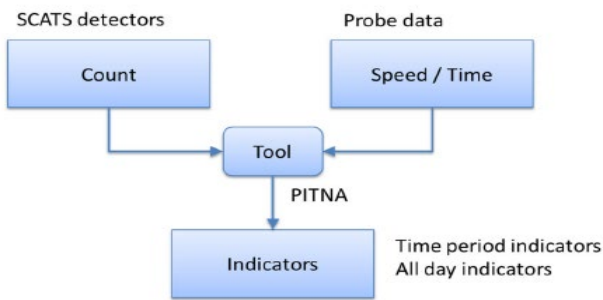 SCATS detectors
Probe data
Count
Speed / Time
Tool
PITNA
Indicators
Time period indicators
All day indicators